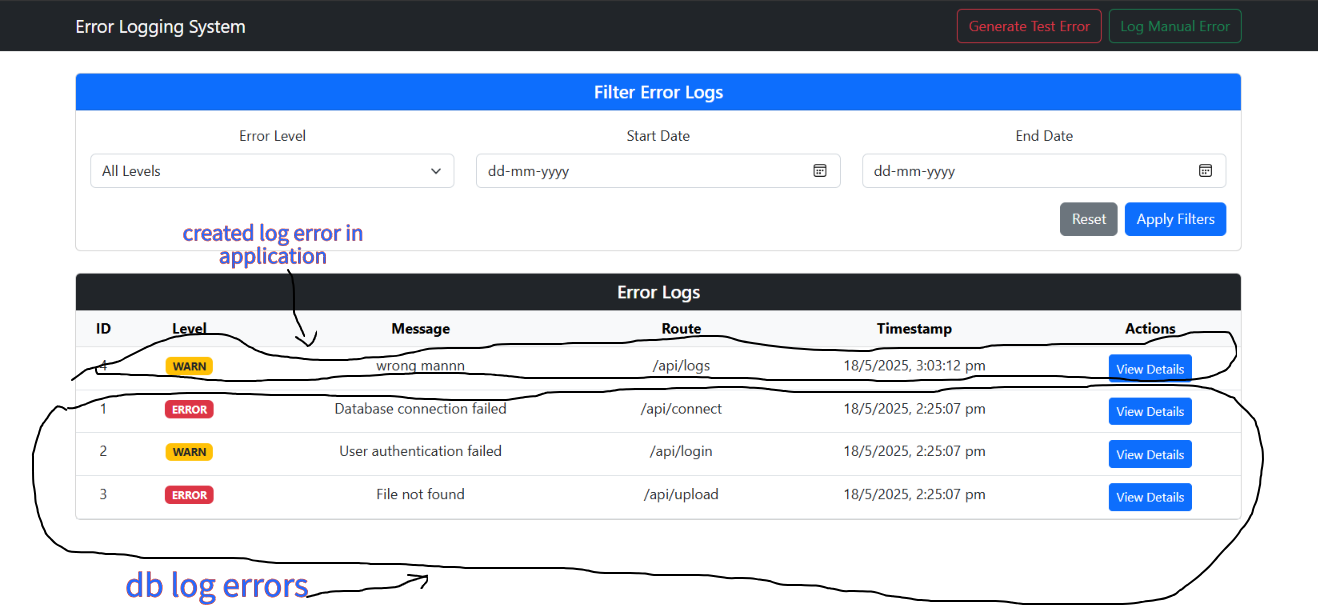 Error Logging System Generate Test Error Log Manual Error
Filter Error Logs
Error Level Start Date End Date
All Levels dd-mm-yyyy dd-mm-yyyy
Reset Apply Filters
created log error in
application
Error Logs
ID Level Message Route Timestamp Actions
4 WARN wrong mannn /api/logs 18/5/2025, 3:03:12 pm View Details
1 ERROR Database connection failed /api/connect 18/5/2025, 2:25:07 pm View Details
2 WARN User authentication failed /api/login 18/5/2025, 2:25:07 pm View Details
3 ERROR File not found /api/upload 18/5/2025, 2:25:07 pm View Details
db log errors